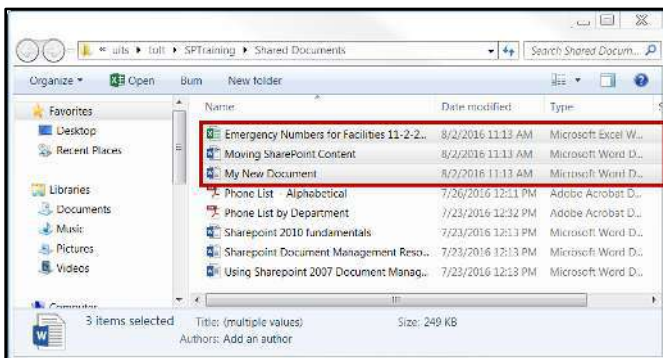 « uits ▸ tolt ▸ SPTraining ▸ Shared Documents
Search Shared Docum...
Organize Open Burn New folder
Name Date modified Type S
Favorites
Desktop
Recent Places
Libraries
Documents
Music
Pictures
Videos
Computer
Emergency Numbers for Facilities 11-2-2... 8/2/2016 11:13 AM Microsoft Excel W...
Moving SharePoint Content 8/2/2016 11:13 AM Microsoft Word D...
My New Document 8/2/2016 11:13 AM Microsoft Word D...
Phone List - Alphabetical 7/26/2016 12:11 PM Adobe Acrobat D...
Phone List by Department 7/23/2016 12:32 PM Adobe Acrobat D...
Sharepoint 2010 fundamentals 7/23/2016 12:13 PM Microsoft Word D...
Sharepoint Document Management Reso... 7/23/2016 12:13 PM Microsoft Word D...
Using Sharepoint 2007 Document Manag... 7/23/2016 12:13 PM Microsoft Word D...
3 items selected Title: (multiple values) Size: 249 KB
Authors: Add an author